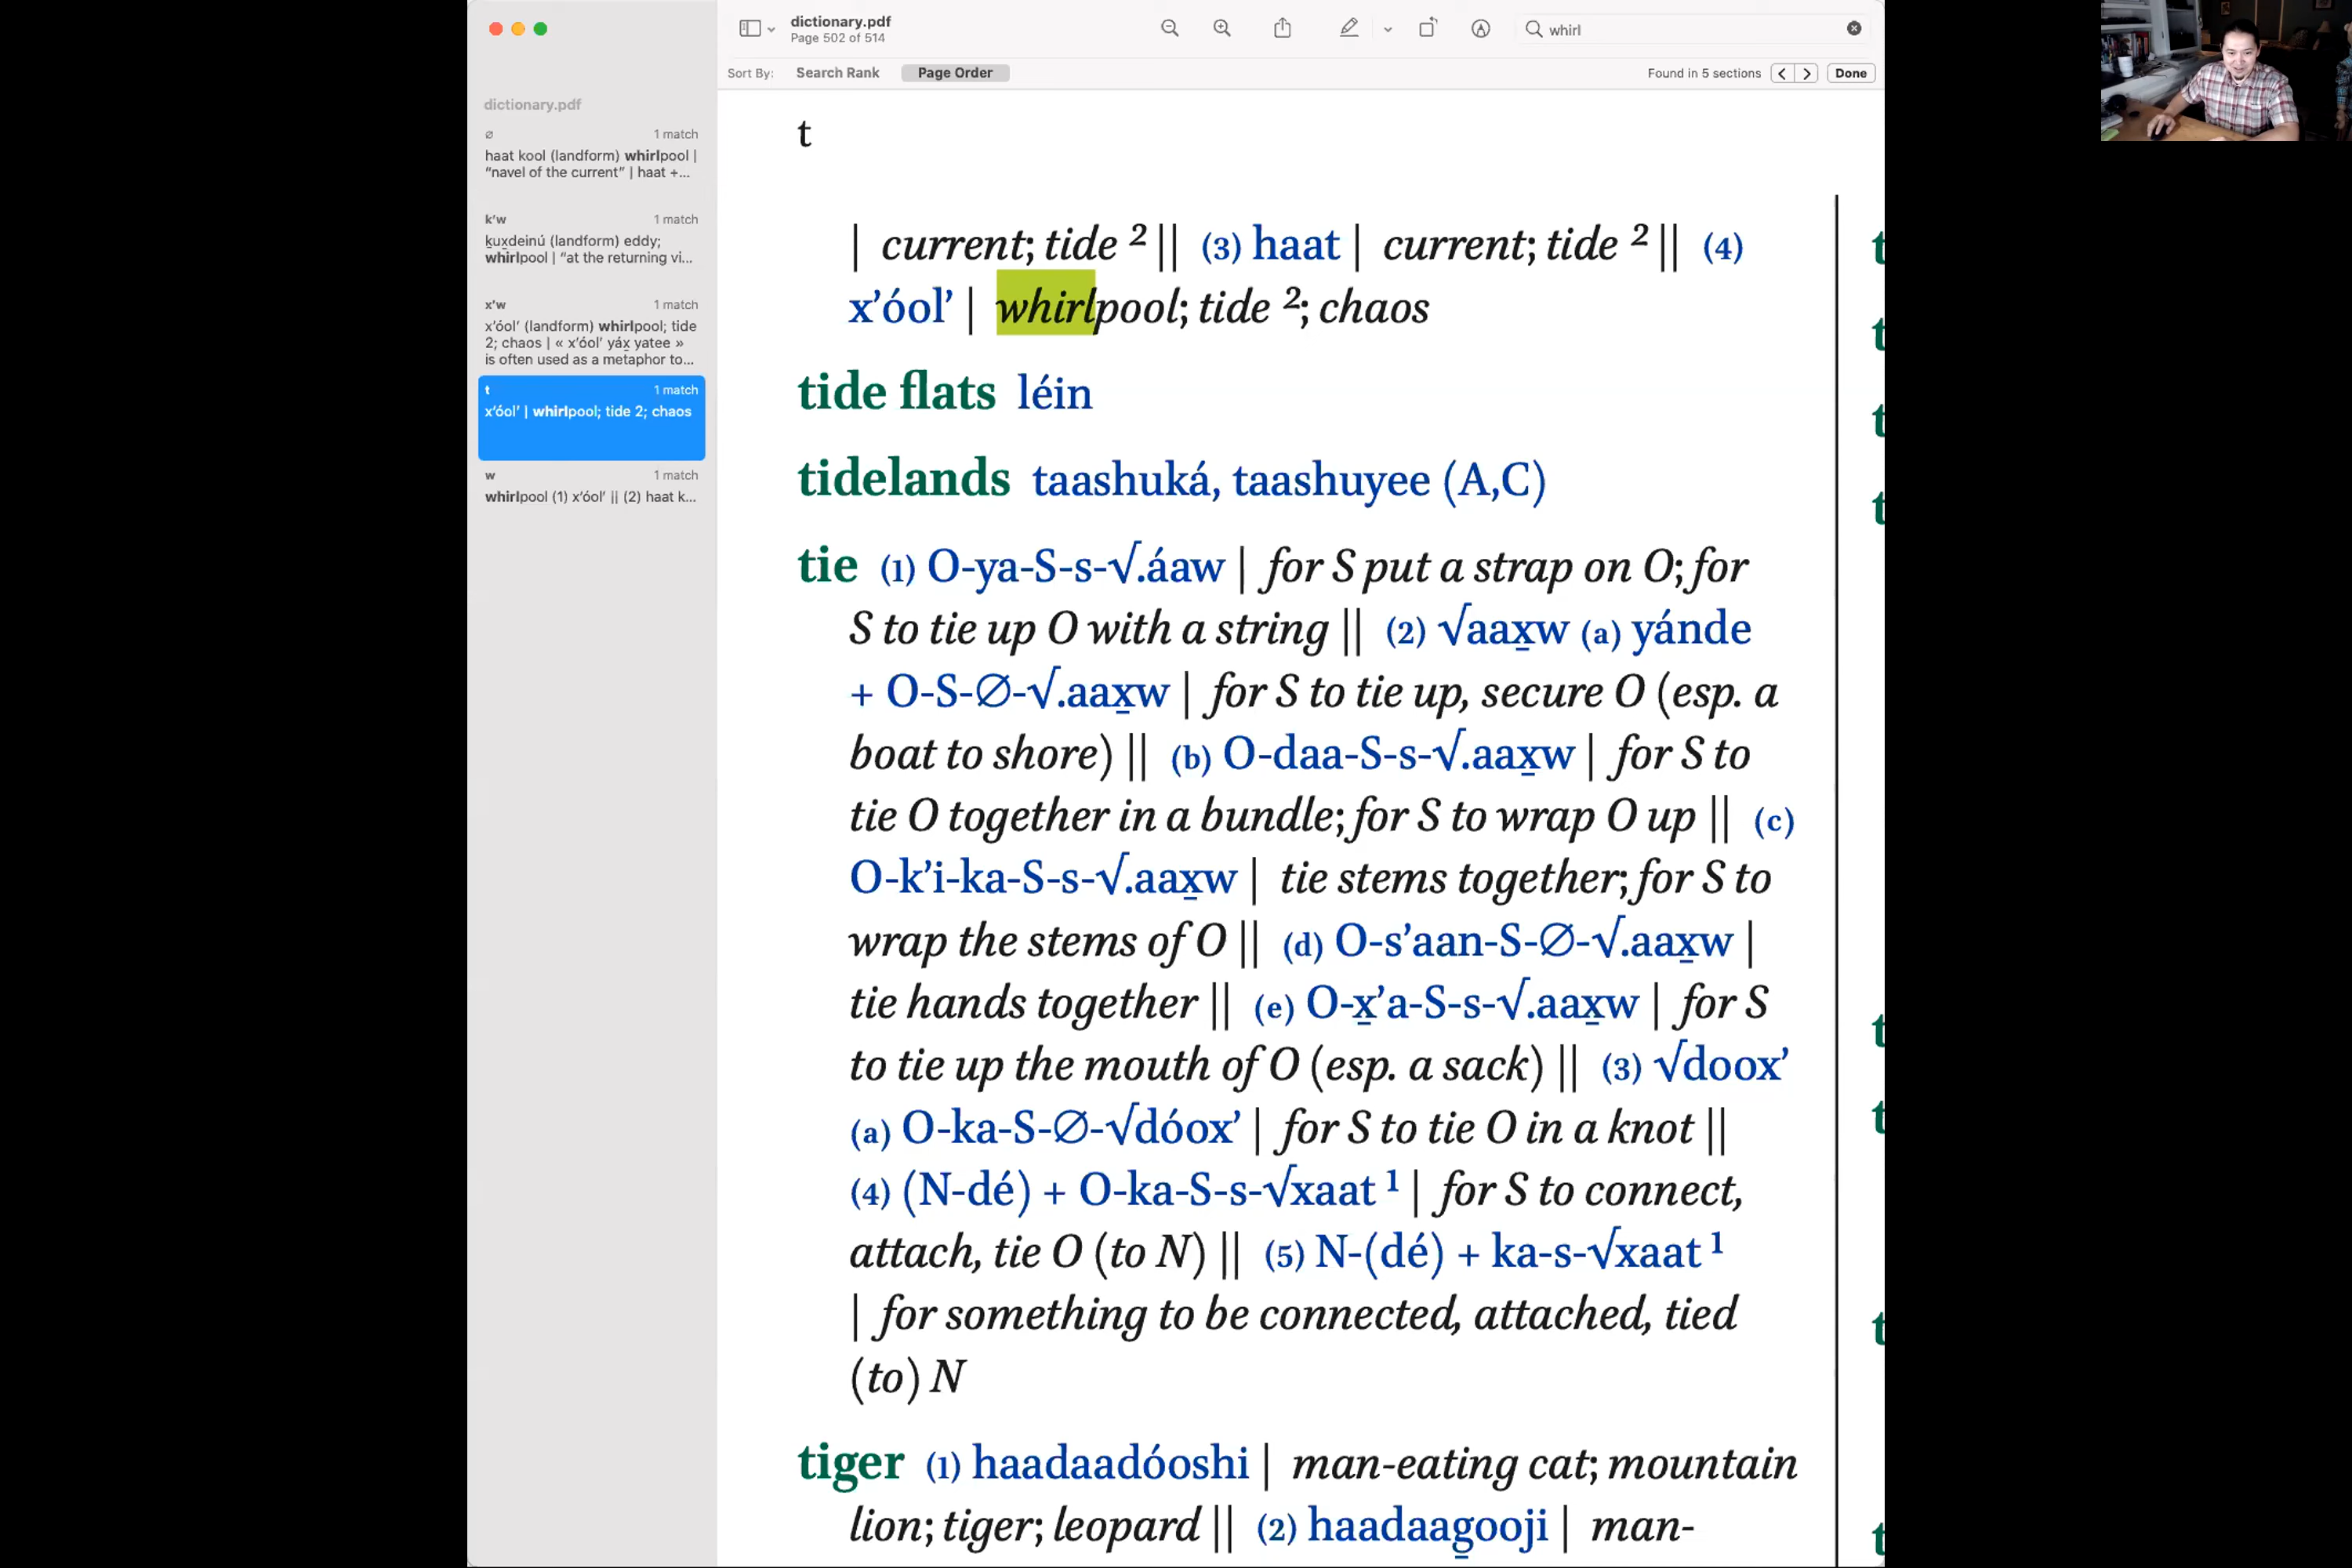 dictionary.pdf
Page 502 of 514
whirl
Sort By: Search Rank Page Order
Found in 5 sections
Done
dictionary.pdf
∅ 1 match
haat kool (landform) whirlpool |
“navel of the current” | haat +...
k’w 1 match
ḵux̱deinú (landform) eddy;
whirlpool | “at the returning vi...
x’w 1 match
x’óol’ (landform) whirlpool; tide
2; chaos | « x’óol’ yáx̱ yatee »
is often used as a metaphor to...
t 1 match
x’óol’ | whirlpool; tide 2; chaos
w 1 match
whirlpool (1) x’óol’ || (2) haat k...
t
| current; tide ² || (3) haat | current; tide ² || (4)
x’óol’ | whirlpool; tide ²; chaos
tide flats léin
tidelands taashuká, taashuyee (A,C)
tie (1) O-ya-S-s-√.áaw | for S put a strap on O; for
S to tie up O with a string || (2) √aax̱w (a) yánde
+ O-S-∅-√.aax̱w | for S to tie up, secure O (esp. a
boat to shore) || (b) O-daa-S-s-√.aax̱w | for S to
tie O together in a bundle; for S to wrap O up || (c)
O-k’i-ka-S-s-√.aax̱w | tie stems together; for S to
wrap the stems of O || (d) O-s’aan-S-∅-√.aax̱w |
tie hands together || (e) O-x̱’a-S-s-√.aax̱w | for S
to tie up the mouth of O (esp. a sack) || (3) √doox’
(a) O-ka-S-∅-√dóox’ | for S to tie O in a knot ||
(4) (N-dé) + O-ka-S-s-√xaat ¹ | for S to connect,
attach, tie O (to N) || (5) N-(dé) + ka-s-√xaat ¹
| for something to be connected, attached, tied
(to) N
tiger (1) haadaadóoshi | man-eating cat; mountain
lion; tiger; leopard || (2) haadaag̱ooji | man-